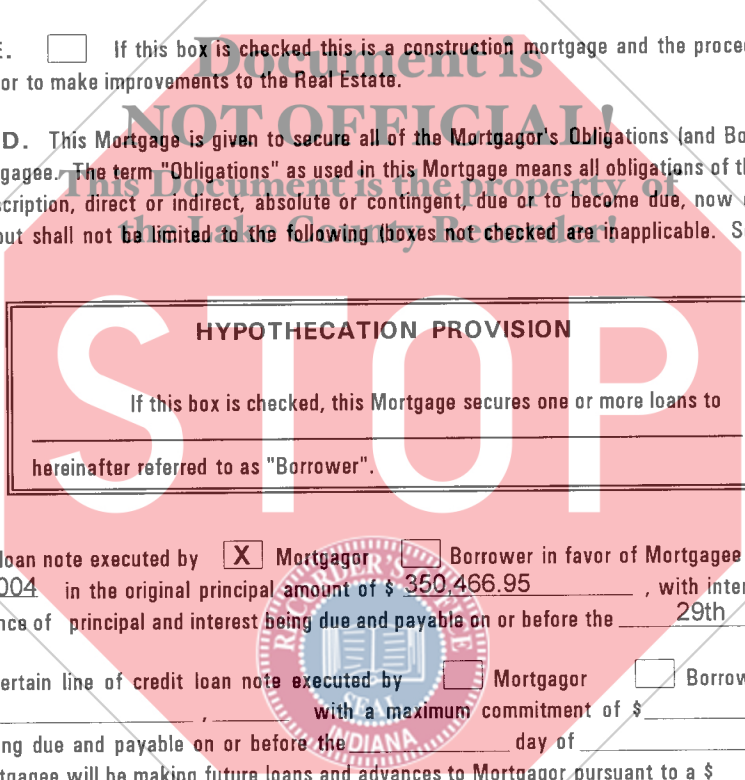 E. If this box is checked this is a construction mortgage and the procee
or to make improvements to the Real Estate.
Document is
NOT OFFICIAL!
This Document is the property of
the Lake County Recorder!
D. This Mortgage is given to secure all of the Mortgagor's Obligations (and Bo
gagee. The term "Obligations" as used in this Mortgage means all obligations of th
scription, direct or indirect, absolute or contingent, due or to become due, now
out shall not be limited to the following (boxes not checked are inapplicable. S
STOP
HYPOTHECATION PROVISION
If this box is checked, this Mortgage secures one or more loans to
hereinafter referred to as "Borrower".
loan note executed by X Mortgagor Borrower in favor of Mortgagee
004 in the original principal amount of $ 350,466.95 , with inter
nce of principal and interest being due and payable on or before the 29th
RECORDER'S OFFICE
SEAL
INDIANA
ertain line of credit loan note executed by Mortgagor Borrow
, with a maximum commitment of $
ng due and payable on or before the day of
tgagee will be making future loans and advances to Mortgagor pursuant to a $